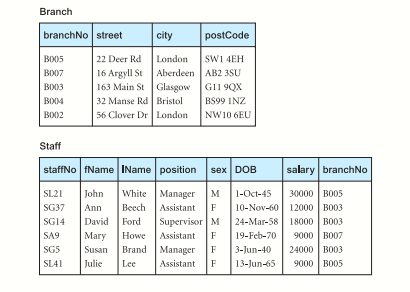 Branch
branchNo street city postCode
B005 22 Deer Rd London SW1 4EH
B007 16 Argyll St Aberdeen AB2 3SU
B003 163 Main St Glasgow G11 9QX
B004 32 Manse Rd Bristol BS99 1NZ
B002 56 Clover Dr London NW10 6EU
Staff
staffNo fName lName position sex DOB salary branchNo
SL21 John White Manager M 1-Oct-45 30000 B005
SG37 Ann Beech Assistant F 10-Nov-60 12000 B003
SG14 David Ford Supervisor M 24-Mar-58 18000 B003
SA9 Mary Howe Assistant F 19-Feb-70 9000 B007
SG5 Susan Brand Manager F 3-Jun-40 24000 B003
SL41 Julie Lee Assistant F 13-Jun-65 9000 B005